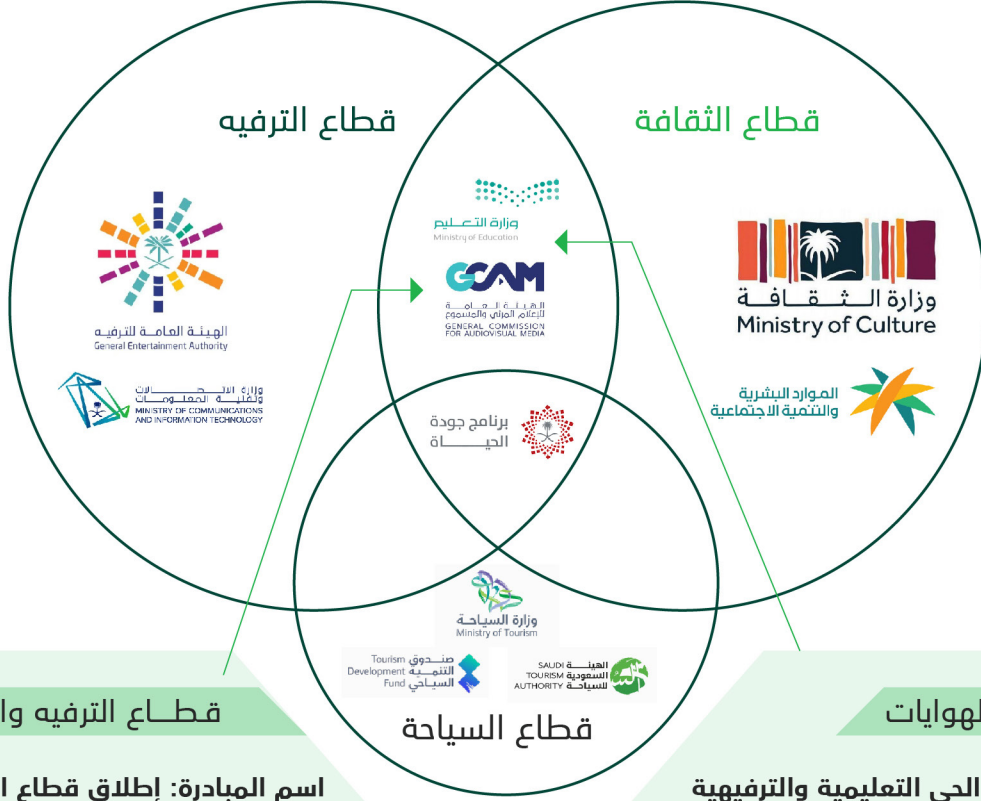 قطاع الثقافة
قطاع الترفيه
وزارة التعليم
Ministry of Education
GCAM
الهيئة العامة
للإعلام المرئي والمسموع
GENERAL COMMISSION
FOR AUDIOVISUAL MEDIA
وزارة الثقافة
Ministry of Culture
الموارد البشرية
والتنمية الاجتماعية
الهيئة العامة للترفيه
General Entertainment Authority
وزارة الاتصالات
وتقنية المعلومات
MINISTRY OF COMMUNICATIONS
AND INFORMATION TECHNOLOGY
برنامج جودة
الحياة
وزارة السياحة
Ministry of Tourism
الهيئة
السعودية
للسياحة
SAUDI
TOURISM
AUTHORITY
صندوق
التنمية
السياحي
Tourism
Development
Fund
قطاع السياحة
لهوايات
الحي التعليمية والترفيهية
قطاع الترفيه وا
اسم المبادرة: إطلاق قطاع ا